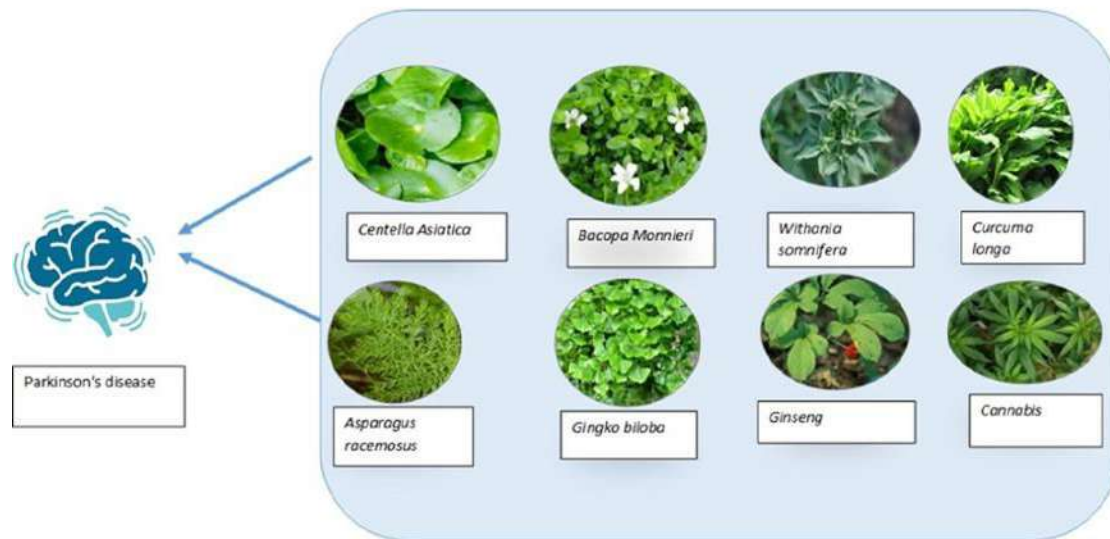 Centella Asiatica
Bacopa Monnieri
Withania
somnifera
Curcuma
longa
Parkinson's disease
Asparagus
racemosus
Gingko biloba
Ginseng
Cannabis